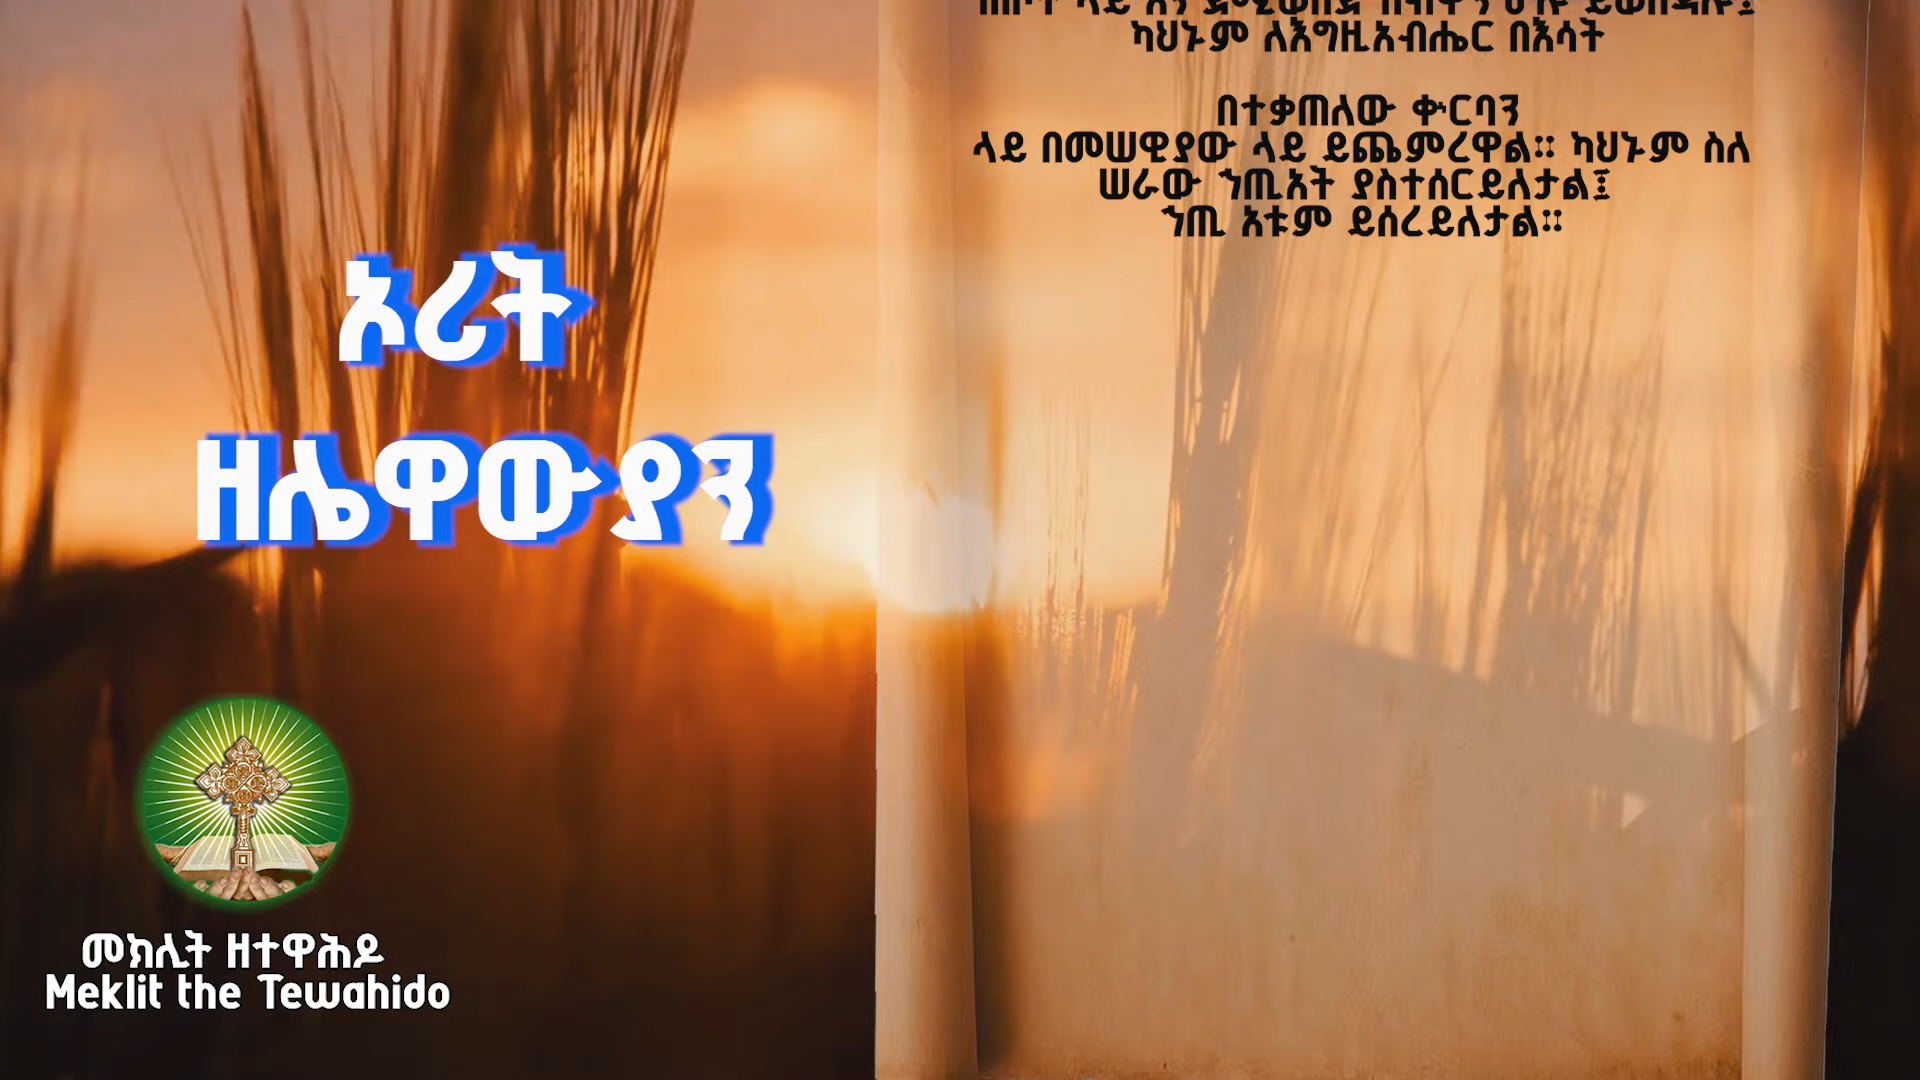 ካህኑም ለእግዚአብሔር በእሳት
በተቃጠለው ቍርባን
ላይ በመሠዊያው ላይ ይጨምረዋል። ካህኑም ስለ
ሠራው ኀጢአት ያስተሰርይለታል፤
ኀጢ አቱም ይሰረይለታል።
ኦሪት
ዘሌዋውያን
መክሊት ዘተዋሕዶ
Meklit the Tewahido